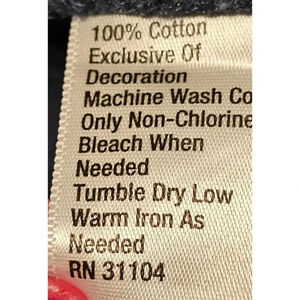 100% Cotton
Exclusive Of
Decoration
Machine Wash Co
Only Non-Chlorine
Bleach When
Needed
Tumble Dry Low
Warm Iron As
Needed
RN 31104